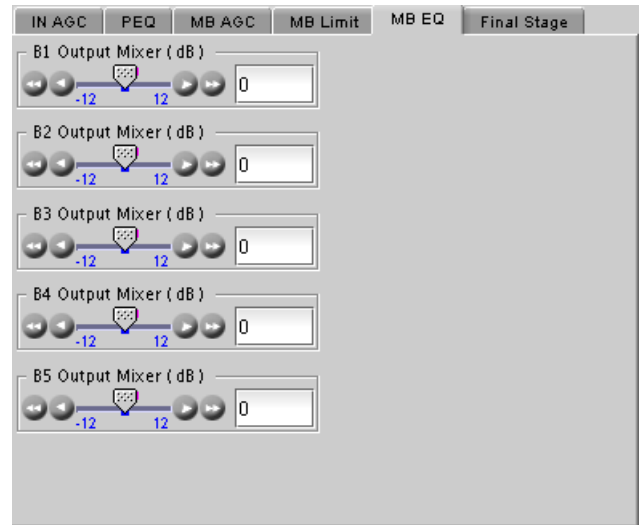 IN AGC PEQ MB AGC MB Limit MB EQ Final Stage
B1 Output Mixer ( dB )
0
-12 12
B2 Output Mixer ( dB )
0
-12 12
B3 Output Mixer ( dB )
0
-12 12
B4 Output Mixer ( dB )
0
-12 12
B5 Output Mixer ( dB )
0
-12 12